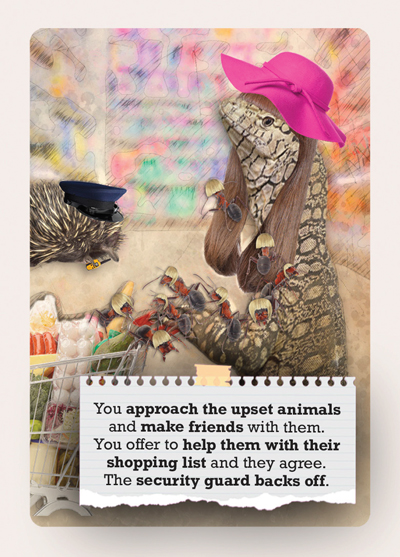 You approach the upset animals
and make friends with them.
You offer to help them with their
shopping list and they agree.
The security guard backs off.